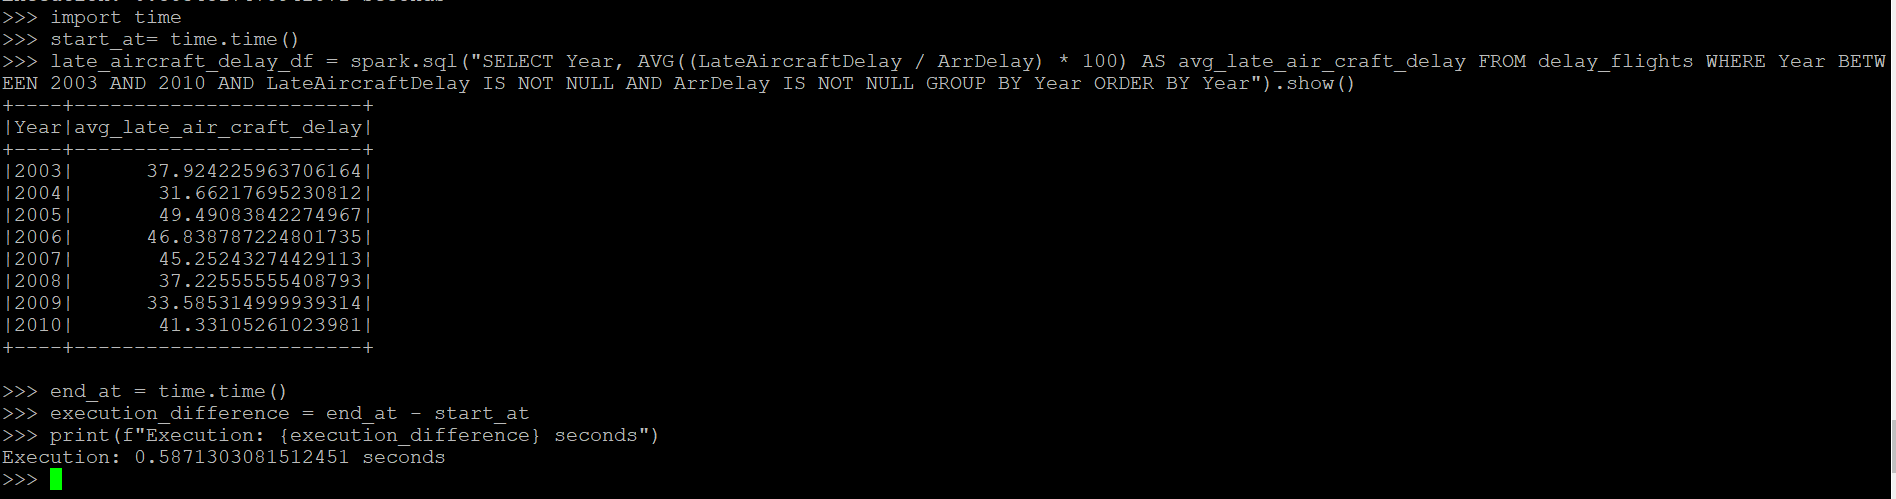 >>> import time
>>> start_at= time.time()
>>> late_aircraft_delay_df = spark.sql("SELECT Year, AVG((LateAircraftDelay / ArrDelay) * 100) AS avg_late_air_craft_delay FROM delay_flights WHERE Year BETW
EEN 2003 AND 2010 AND LateAircraftDelay IS NOT NULL AND ArrDelay IS NOT NULL GROUP BY Year ORDER BY Year").show()
+----+------------------------+
|Year|avg_late_air_craft_delay|
+----+------------------------+
|2003|      37.924225963706164|
|2004|       31.66217695230812|
|2005|       49.49083842274967|
|2006|      46.838787224801735|
|2007|       45.25243274429113|
|2008|       37.22555555408793|
|2009|      33.585314999939314|
|2010|       41.33105261023981|
+----+------------------------+
>>> end_at = time.time()
>>> execution_difference = end_at - start_at
>>> print(f"Execution: {execution_difference} seconds")
Execution: 0.5871303081512451 seconds
>>>